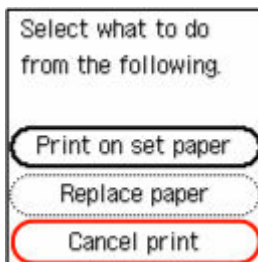 Select what to do
from the following.
Print on set paper
Replace paper
Cancel print